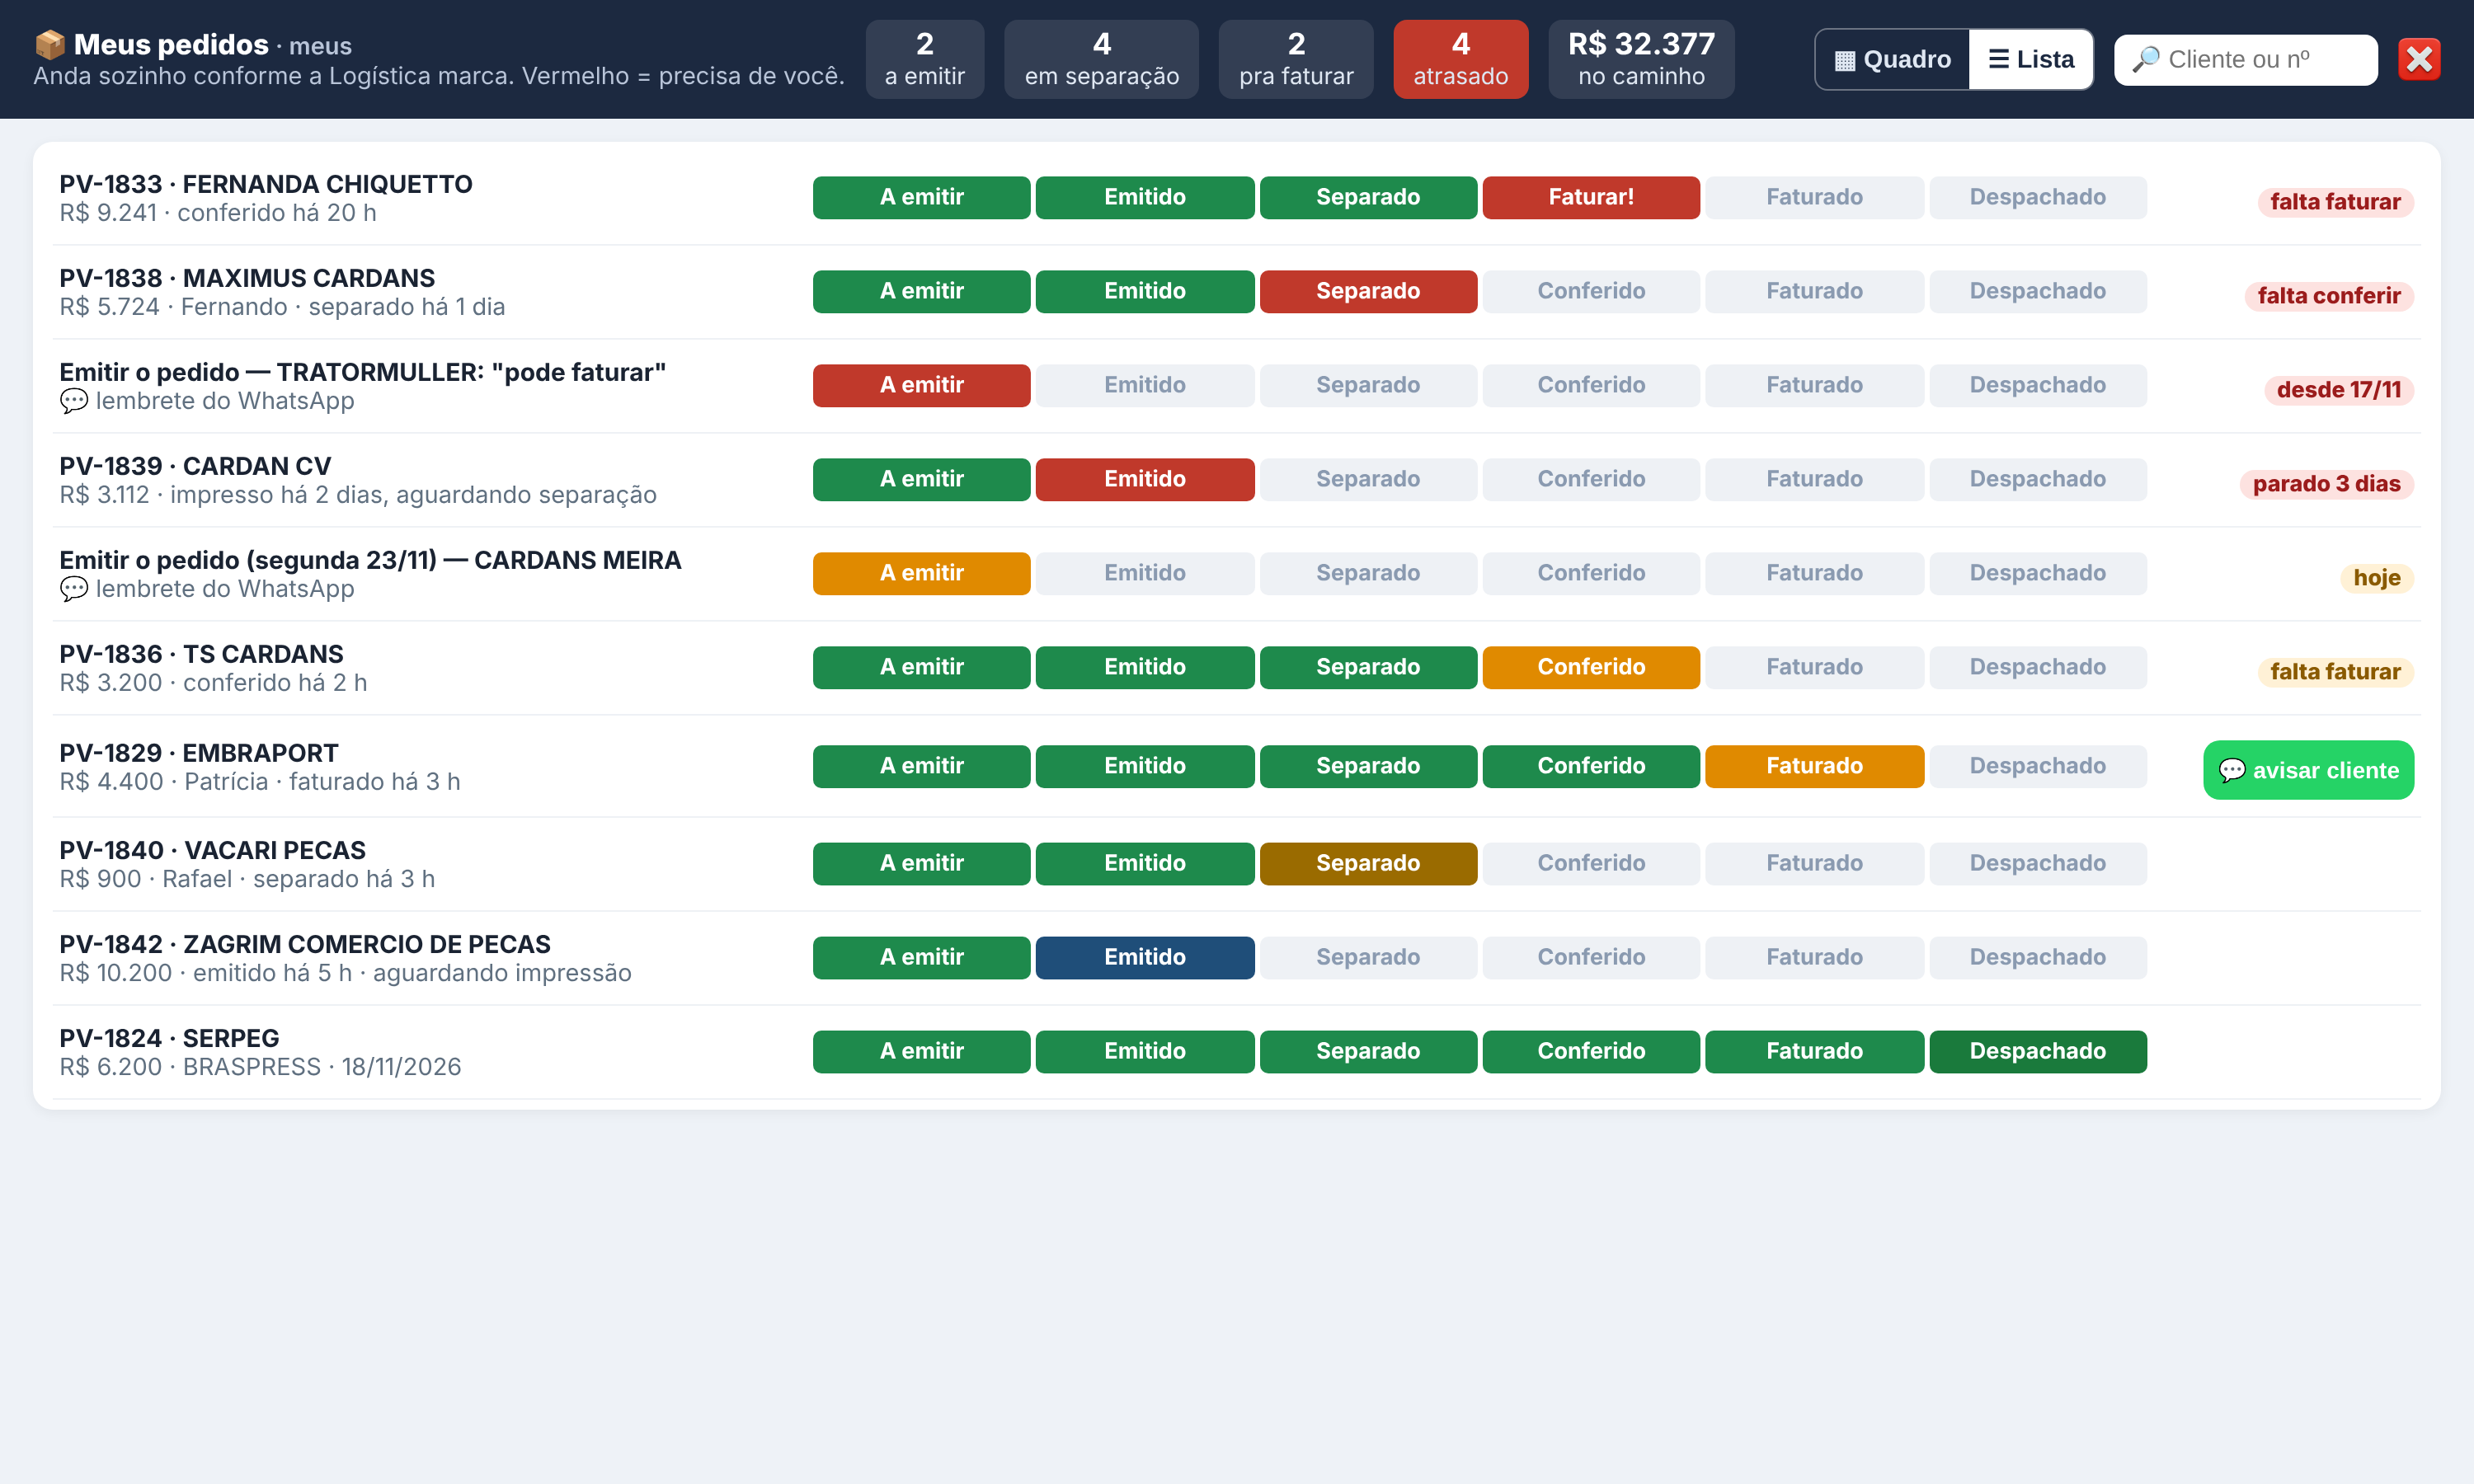 📦 Meus pedidos · meus
Anda sozinho conforme a Logística marca. Vermelho = precisa de você.
2
a emitir
4
em separação
2
pra faturar
4
atrasado
R$ 32.377
no caminho
▦ Quadro
☰ Lista
🔎 Cliente ou nº
❌
PV-1833 · FERNANDA CHIQUETTO
R$ 9.241 · conferido há 20 h
A emitir
Emitido
Separado
Faturar!
Faturado
Despachado
falta faturar
PV-1838 · MAXIMUS CARDANS
R$ 5.724 · Fernando · separado há 1 dia
A emitir
Emitido
Separado
Conferido
Faturado
Despachado
falta conferir
Emitir o pedido — TRATORMULLER: "pode faturar"
💬 lembrete do WhatsApp
A emitir
Emitido
Separado
Conferido
Faturado
Despachado
desde 17/11
PV-1839 · CARDAN CV
R$ 3.112 · impresso há 2 dias, aguardando separação
A emitir
Emitido
Separado
Conferido
Faturado
Despachado
parado 3 dias
Emitir o pedido (segunda 23/11) — CARDANS MEIRA
💬 lembrete do WhatsApp
A emitir
Emitido
Separado
Conferido
Faturado
Despachado
hoje
PV-1836 · TS CARDANS
R$ 3.200 · conferido há 2 h
A emitir
Emitido
Separado
Conferido
Faturado
Despachado
falta faturar
PV-1829 · EMBRAPORT
R$ 4.400 · Patrícia · faturado há 3 h
A emitir
Emitido
Separado
Conferido
Faturado
Despachado
💬 avisar cliente
PV-1840 · VACARI PECAS
R$ 900 · Rafael · separado há 3 h
A emitir
Emitido
Separado
Conferido
Faturado
Despachado
PV-1842 · ZAGRIM COMERCIO DE PECAS
R$ 10.200 · emitido há 5 h · aguardando impressão
A emitir
Emitido
Separado
Conferido
Faturado
Despachado
PV-1824 · SERPEG
R$ 6.200 · BRASPRESS · 18/11/2026
A emitir
Emitido
Separado
Conferido
Faturado
Despachado